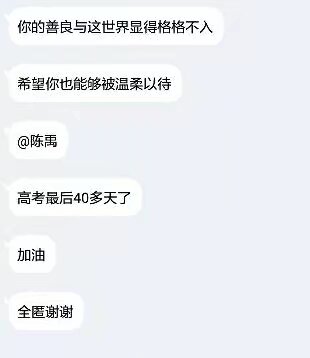 你的善良与这世界显得格格不入
希望你也能够被温柔以待
@陈禹
高考最后40多天了
加油
全匿谢谢